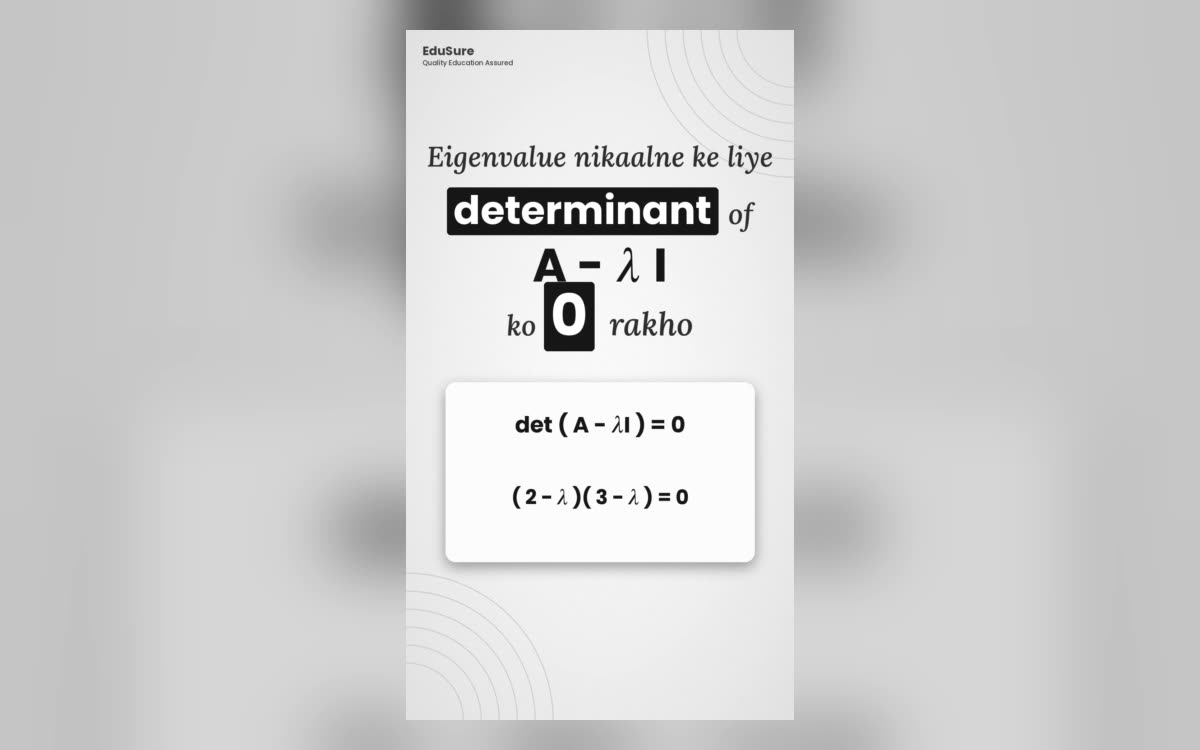 EduSure
Quality Education Assured
Eigenvalue nikaalne ke liye
determinant of
A - λ I
ko 0 rakho
det ( A - λI ) = 0
( 2 - λ )( 3 - λ ) = 0